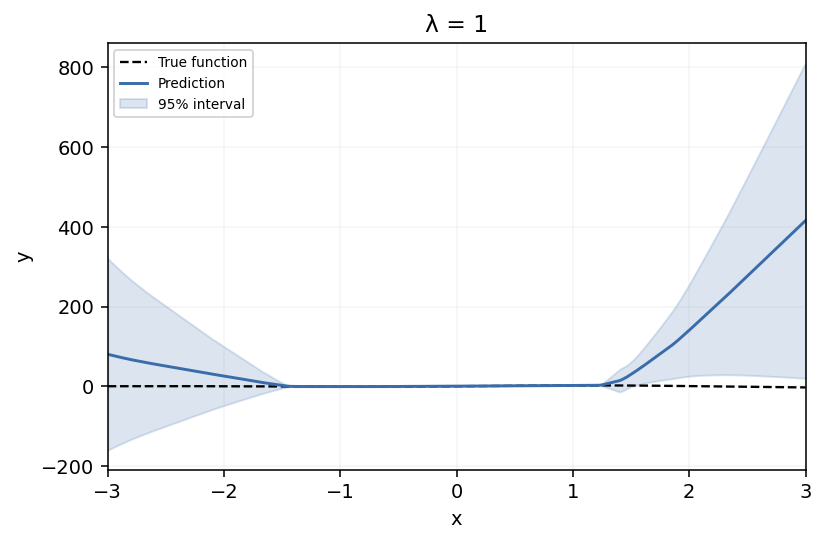 λ = 1
True function
Prediction
95% interval
800
600
400
200
0
−200
y
−3
−2
−1
0
1
2
3
x